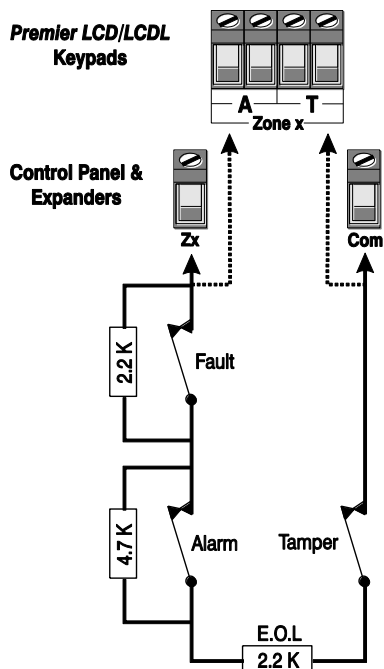 Premier LCD/LCDL
Keypads
A T
Zone x
Control Panel &
Expanders
Zx
Com
2.2 K
Fault
4.7 K
Alarm
Tamper
E.O.L
2.2 K